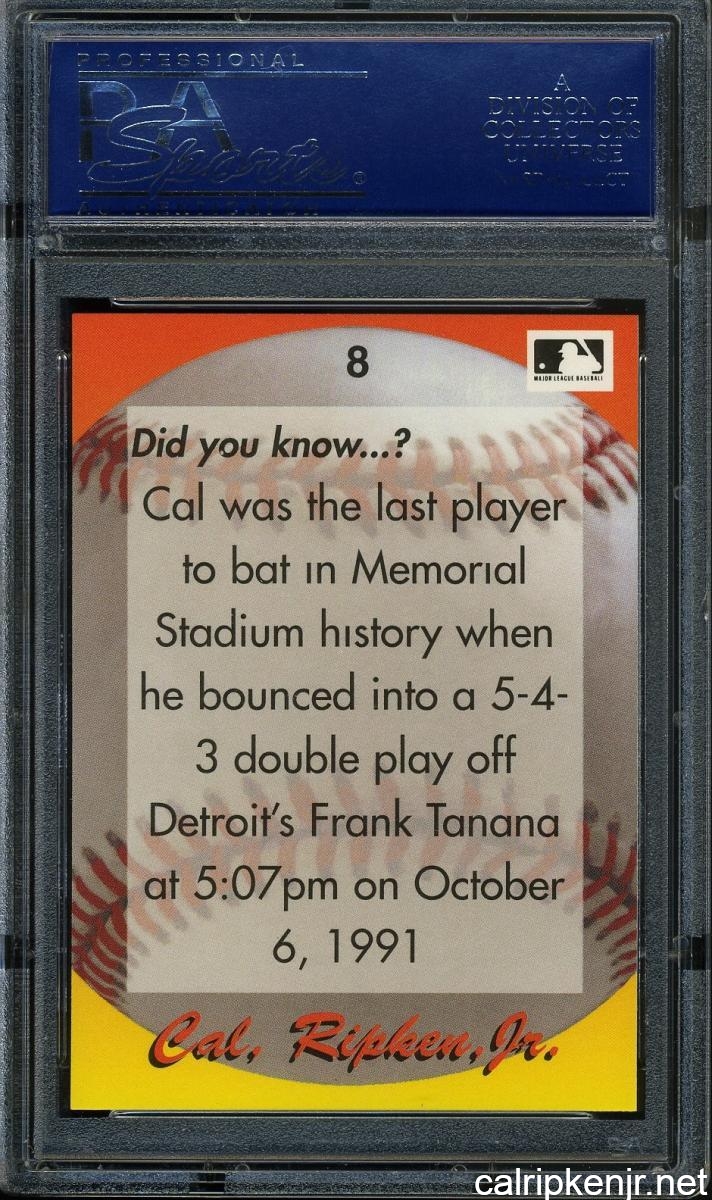 PROFESSIONAL
PSA
Sports®
AUTHENTICATOR
A
DIVISION OF
COLLECTORS
UNIVERSE
8
MAJOR LEAGUE BASEBALL
Did you know...?
Cal was the last player
to bat in Memorial
Stadium history when
he bounced into a 5-4-
3 double play off
Detroit's Frank Tanana
at 5:07pm on October
6, 1991
Cal, Ripken, Jr.
calripkenjr.net